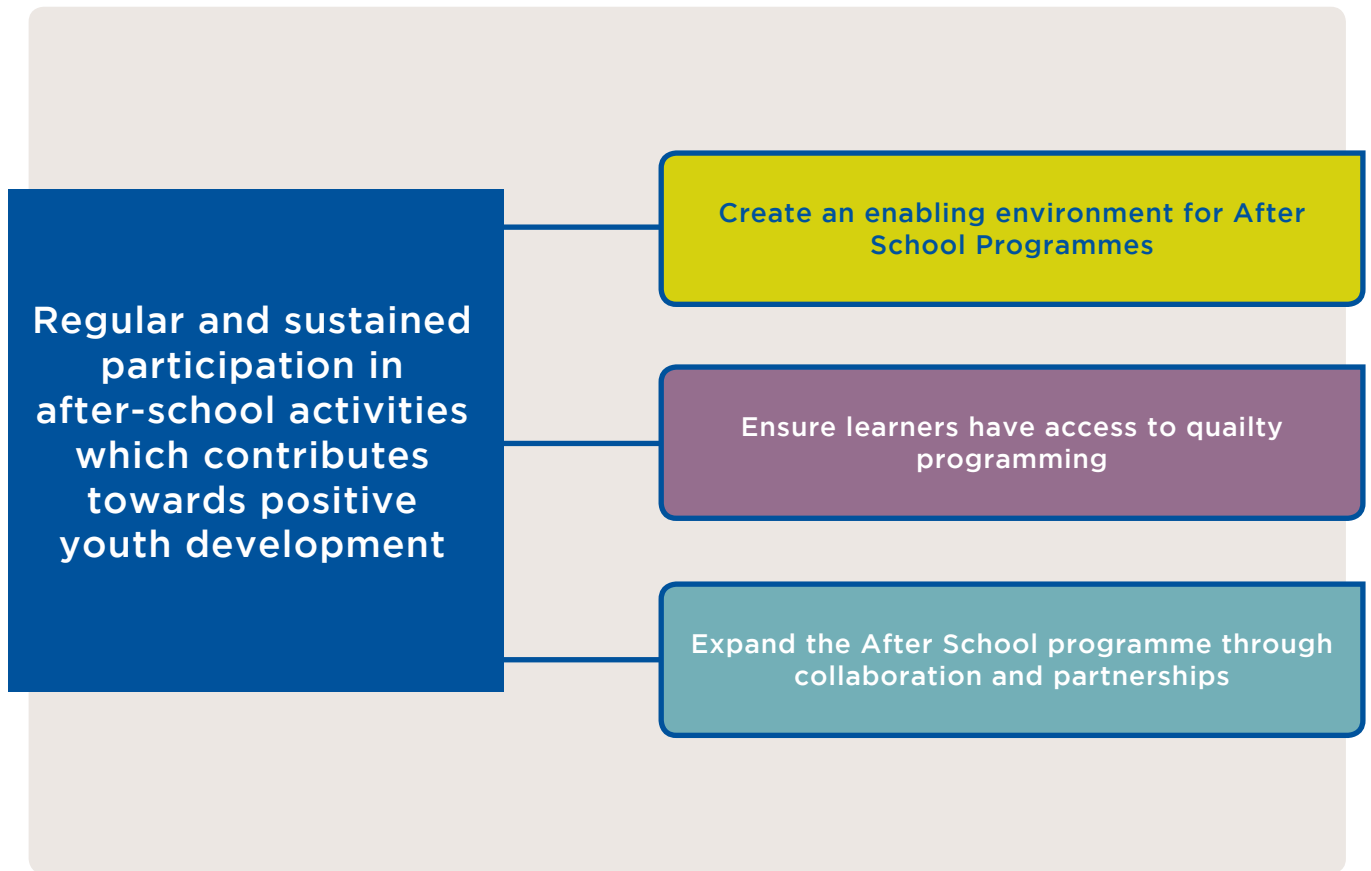 Regular and sustained
participation in
after-school activities
which contributes
towards positive
youth development
Create an enabling environment for After
School Programmes
Ensure learners have access to quailty
programming
Expand the After School programme through
collaboration and partnerships